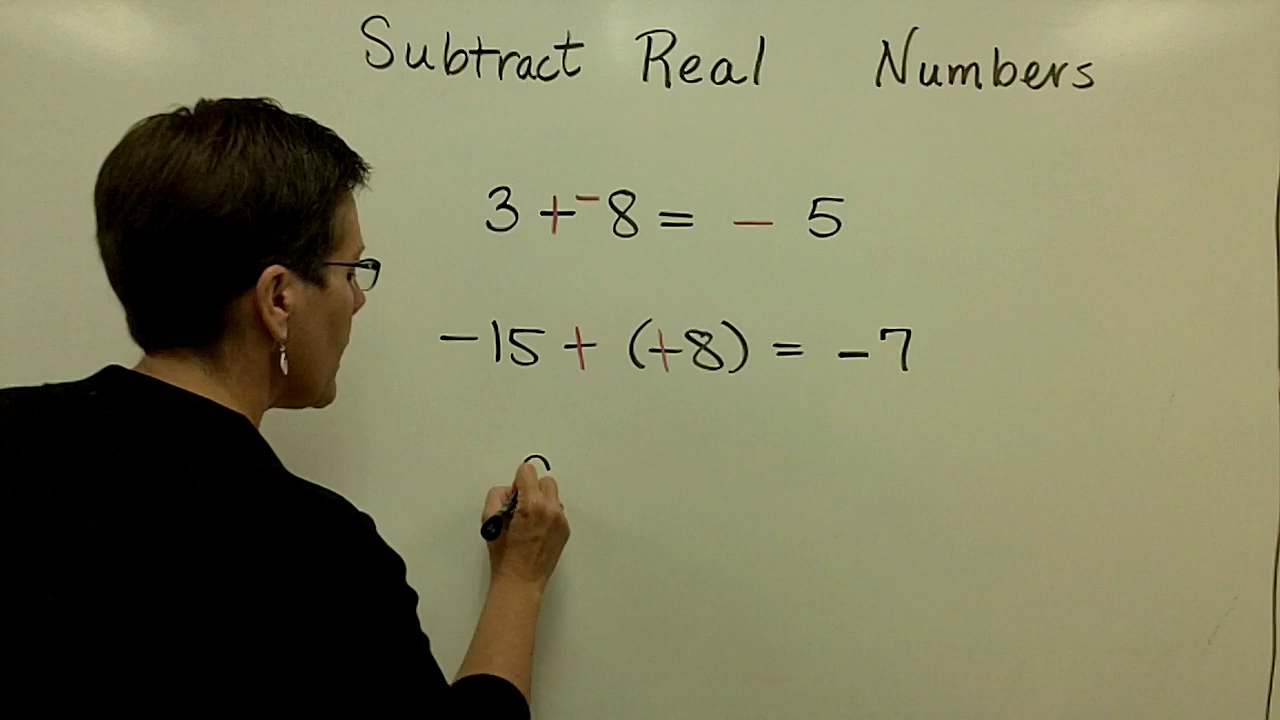 Subtract Real Numbers
3 + ⁻8 = - 5
-15 + (+8) = -7